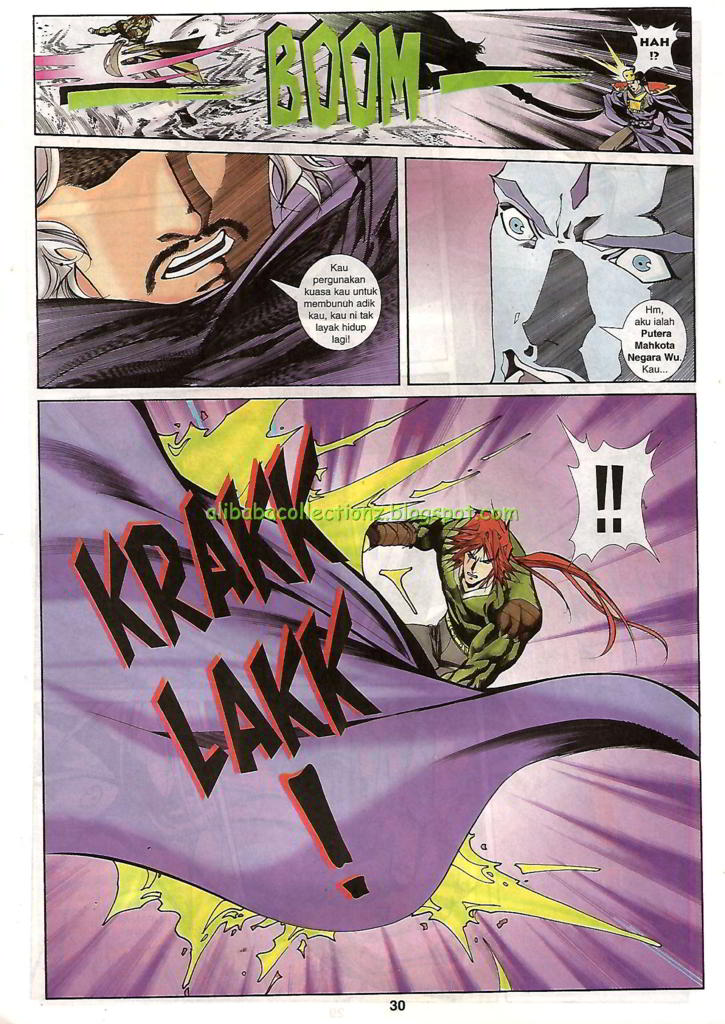 BOOM
HAH
!?
Kau
pergunakan
kuasa kau untuk
membunuh adik
kau, kau ni tak
layak hidup
lagi!
Hm,
aku ialah
Putera
Mahkota
Negara Wu.
Kau...
!!
alibabacollectionz.blogspot.com
KRAKK
LAKK
!
30